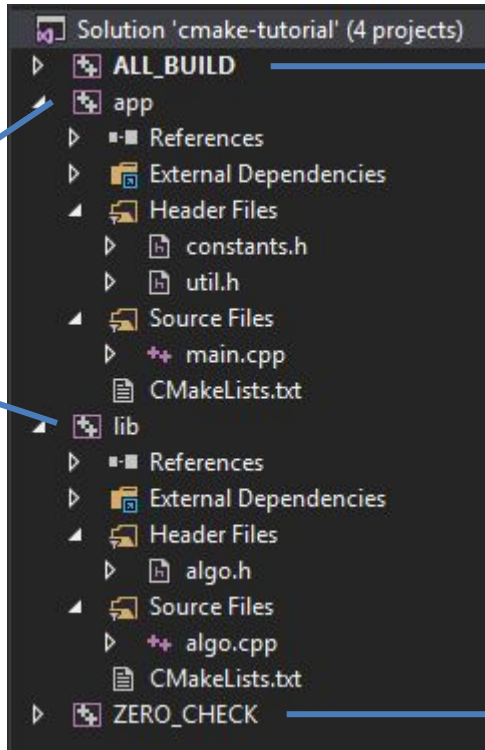 Solution 'cmake-tutorial' (4 projects)
ALL_BUILD
app
References
External Dependencies
Header Files
constants.h
util.h
Source Files
main.cpp
CMakeLists.txt
lib
References
External Dependencies
Header Files
algo.h
Source Files
algo.cpp
CMakeLists.txt
ZERO_CHECK